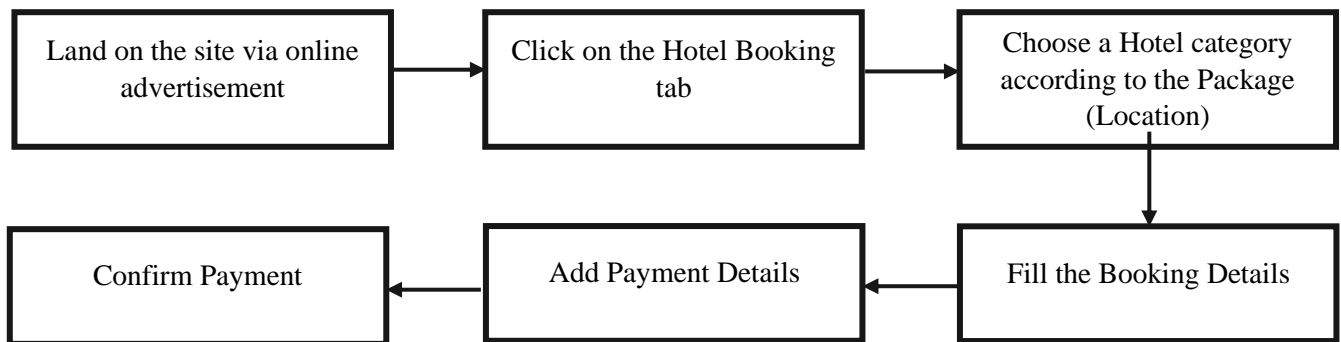 Land on the site via online
advertisement
Click on the Hotel Booking
tab
Choose a Hotel category
according to the Package
(Location)
Fill the Booking Details
Add Payment Details
Confirm Payment